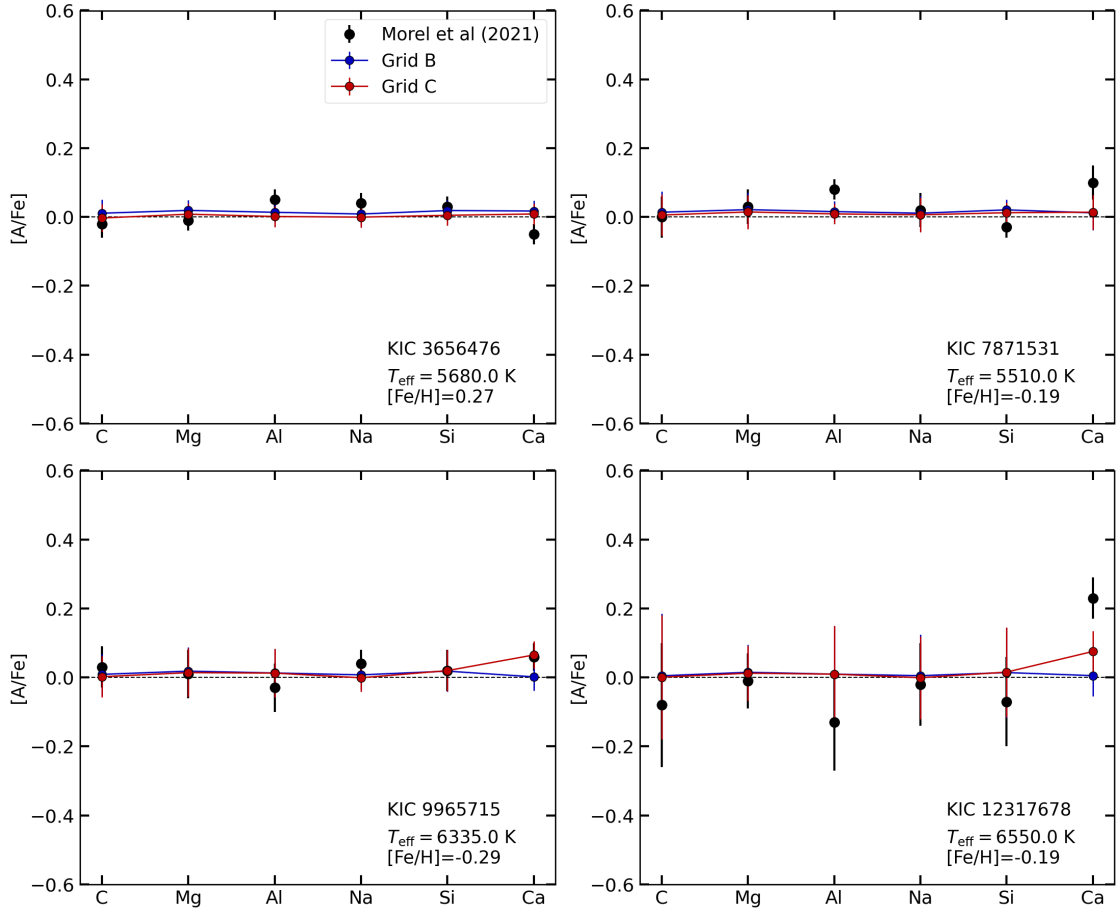 0.6
0.4
0.2
0.0
−0.2
−0.4
−0.6
[A/Fe]
Morel et al (2021)
Grid B
Grid C
KIC 3656476
T_eff = 5680.0 K
[Fe/H]=0.27
C Mg Al Na Si Ca
0.6
0.4
0.2
0.0
−0.2
−0.4
−0.6
[A/Fe]
KIC 7871531
T_eff = 5510.0 K
[Fe/H]=-0.19
C Mg Al Na Si Ca
0.6
0.4
0.2
0.0
−0.2
−0.4
−0.6
[A/Fe]
KIC 9965715
T_eff = 6335.0 K
[Fe/H]=-0.29
C Mg Al Na Si Ca
0.6
0.4
0.2
0.0
−0.2
−0.4
−0.6
[A/Fe]
KIC 12317678
T_eff = 6550.0 K
[Fe/H]=-0.19
C Mg Al Na Si Ca